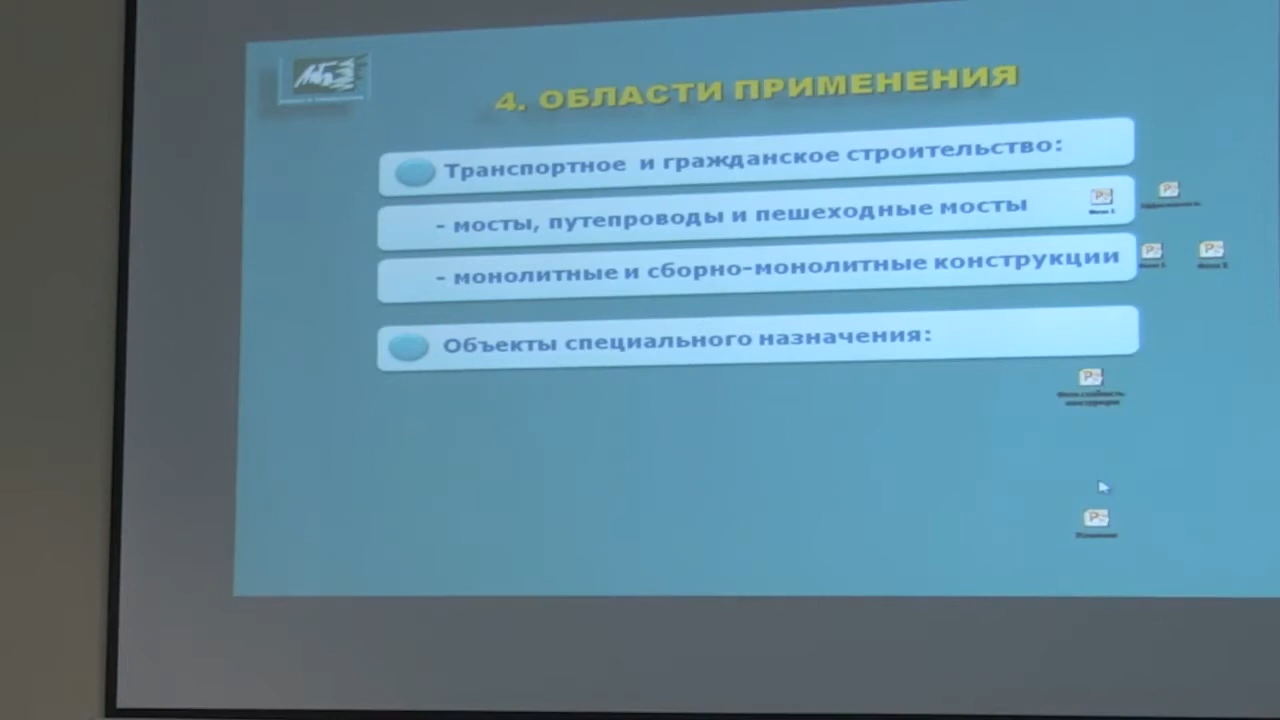 4. ОБЛАСТИ ПРИМЕНЕНИЯ
Транспортное и гражданское строительство:
- мосты, путепроводы и пешеходные мосты
- монолитные и сборно-монолитные конструкции
Объекты специального назначения: